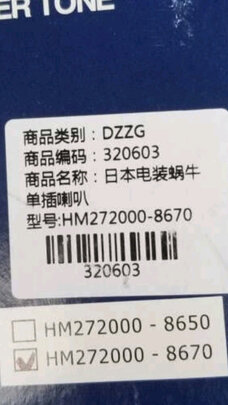 ER TONE
商品类别：DZZG
商品编码：320603
商品名称：日本电装蜗牛
单插喇叭
型号:HM272000-8670
320603
HM272000 - 8650
HM272000 - 8670